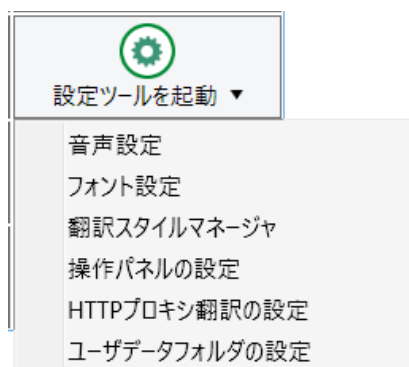 設定ツールを起動 ▼
音声設定
フォント設定
翻訳スタイルマネージャ
操作パネルの設定
HTTPプロキシ翻訳の設定
ユーザデータフォルダの設定